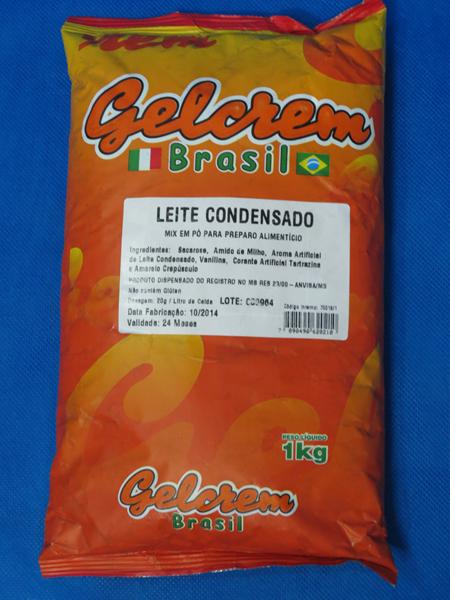 Gelcrem
Brasil
LEITE CONDENSADO
MIX EM PÓ PARA PREPARO ALIMENTÍCIO
Ingredientes: Sacarose, Amido de Milho, Aroma Artificial
de Leite Condensado, Vanilina, Corante Artificial Tartrazina
e Amarelo Crepúsculo
PRODUTO DISPENSADO DO REGISTRO NO MS RES 23/00 - ANVISA/MS
Não contém Glúten
Dosagem: 20g / Litro de Calda LOTE:
Código Interno:
Data Fabricação: 10/2014
Validade: 24 Meses
PESO LÍQUIDO
1kg
Gelcrem
Brasil